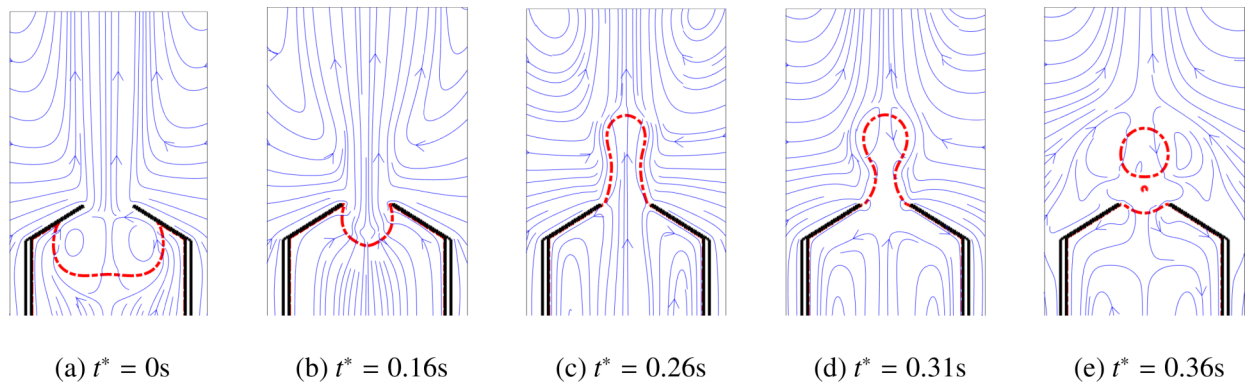 (a) t* = 0s
(b) t* = 0.16s
(c) t* = 0.26s
(d) t* = 0.31s
(e) t* = 0.36s